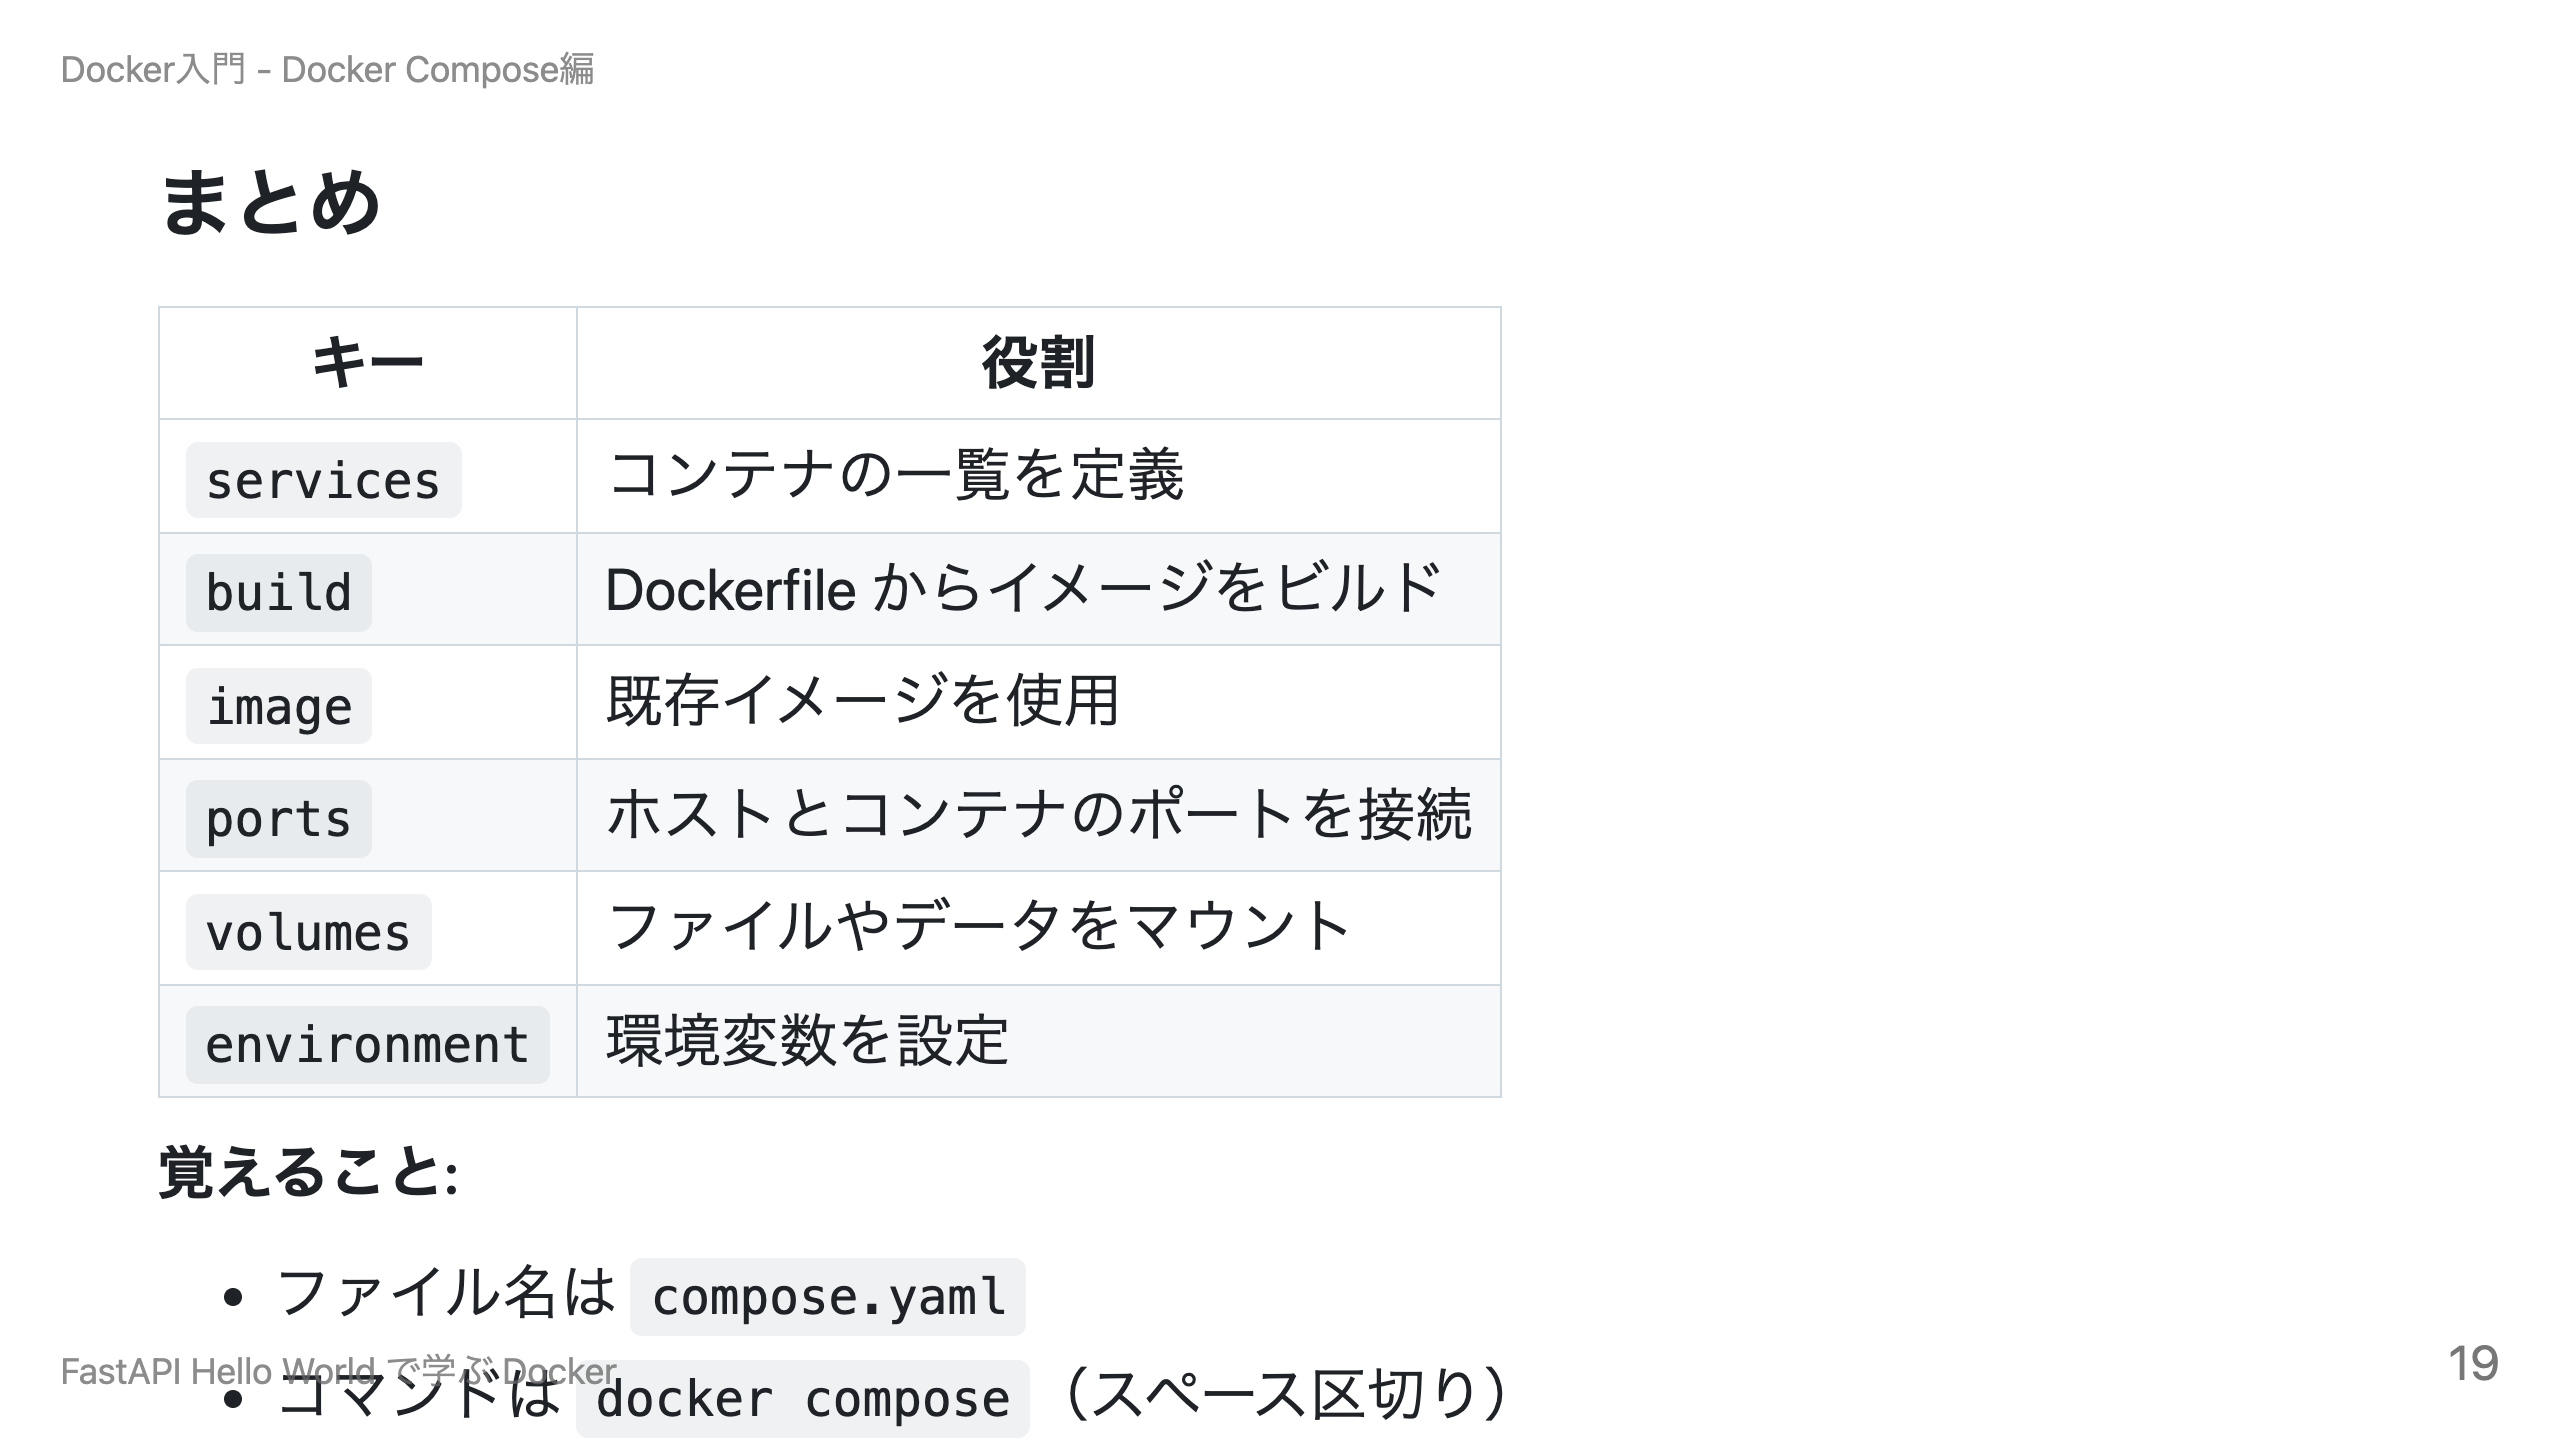 Docker入門 - Docker Compose編
まとめ
キー 役割
services コンテナの一覧を定義
build Dockerfile からイメージをビルド
image 既存イメージを使用
ports ホストとコンテナのポートを接続
volumes ファイルやデータをマウント
environment 環境変数を設定
覚えること:
• ファイル名は compose.yaml
FastAPI Hello World で学ぶ Docker
19
• コマンドは docker compose （スペース区切り）